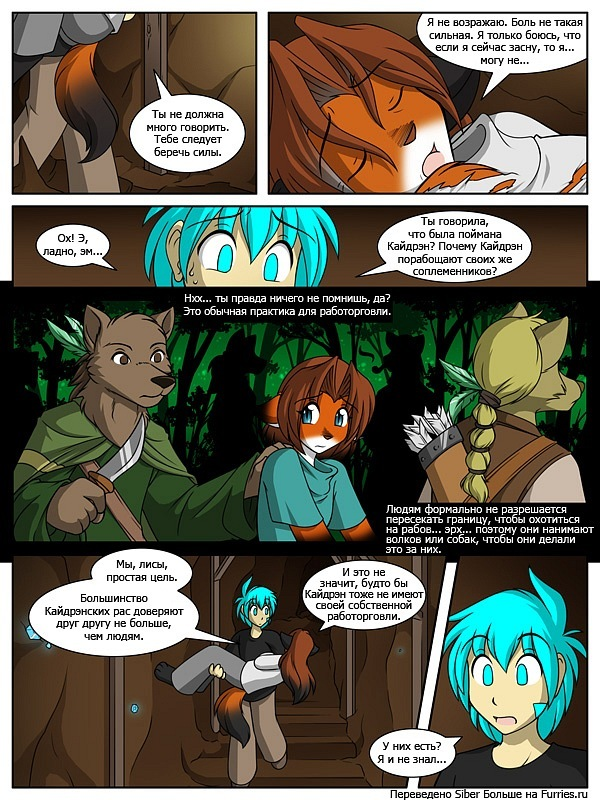 Ты не должна
много говорить.
Тебе следует
беречь силы.
Я не возражаю. Боль не такая
сильная. Я только боюсь, что
если я сейчас засну, то я...
могу не...
Ох! Э,
ладно, эм...
Ты говорила,
что была поймана
Кайдрэн? Почему Кайдрэн
порабощают своих же
соплеменников?
Нхх... ты правда ничего не помнишь, да?
Это обычная практика для работорговли.
Людям формально не разрешается
пересекать границу, чтобы охотиться
на рабов... эрх... поэтому они нанимают
волков или собак, чтобы они делали
это за них.
Мы, лисы,
простая цель.
Большинство
Кайдрэнских рас доверяют
друг другу не больше,
чем людям.
И это не
значит, будто бы
Кайдрэн тоже не имеют
своей собственной
работорговли.
У них есть?
Я и не знал...
Переведено Siber Больше на Furries.ru